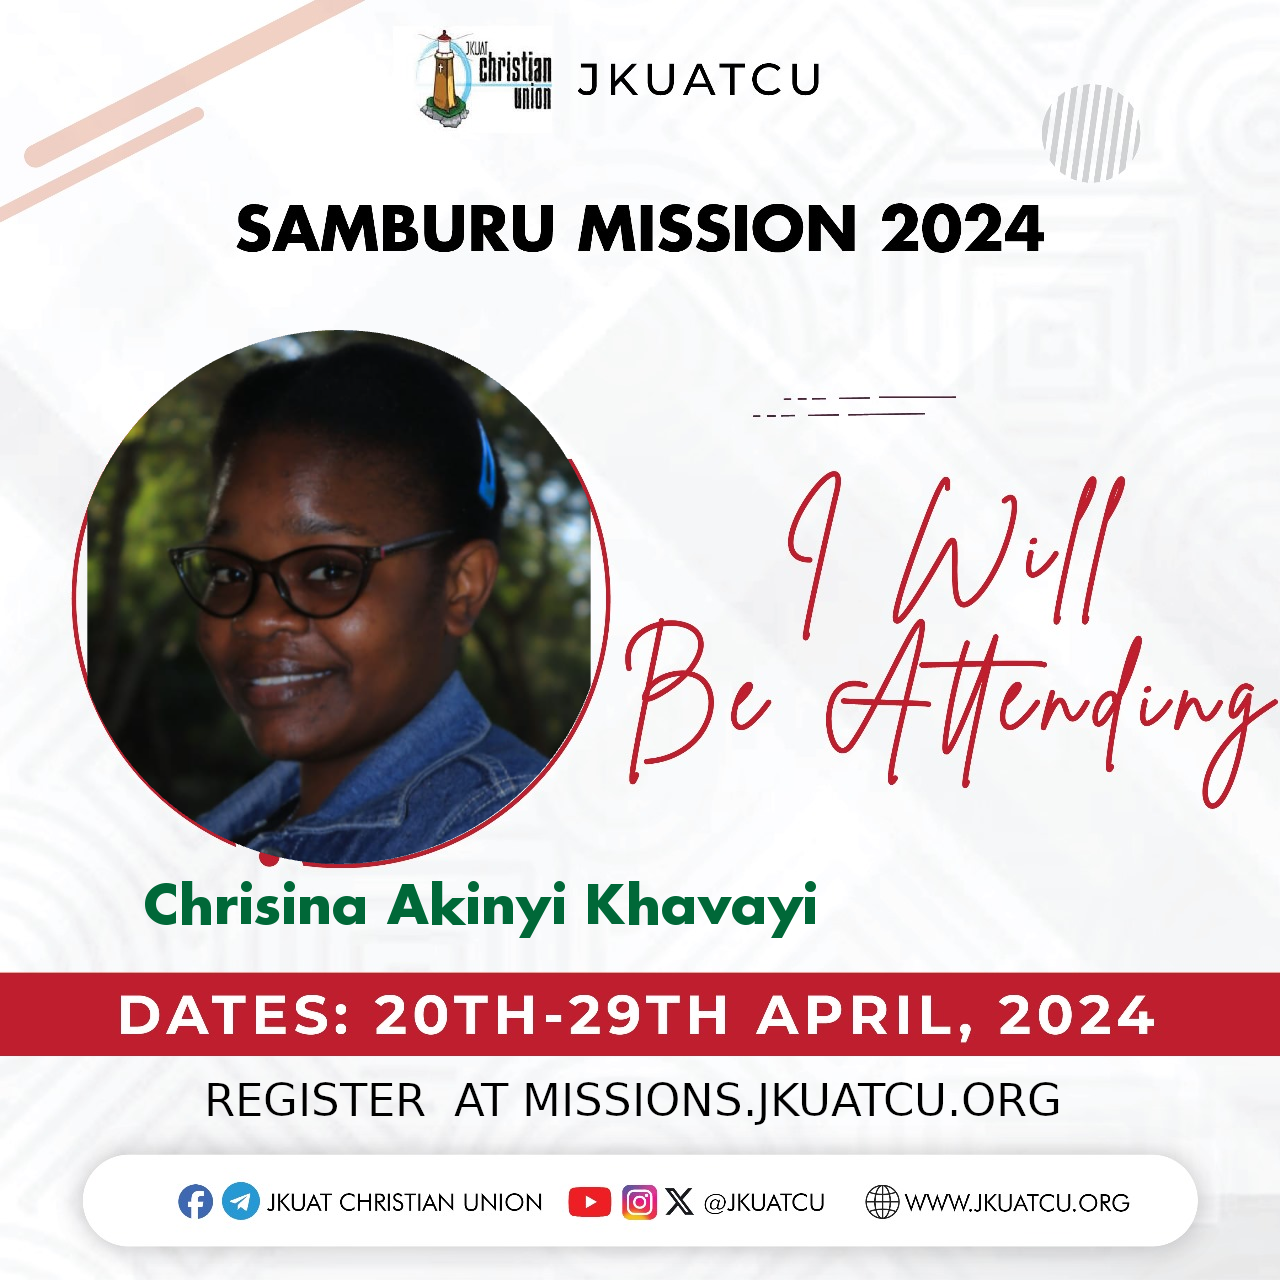 JKUAT
christian
union
JKUATCU
SAMBURU MISSION 2024
I Will
Be Attending
Chrisina Akinyi Khavayi
DATES: 20TH-29TH APRIL, 2024
REGISTER  AT MISSIONS.JKUATCU.ORG
JKUAT CHRISTIAN UNION @JKUATCU WWW.JKUATCU.ORG